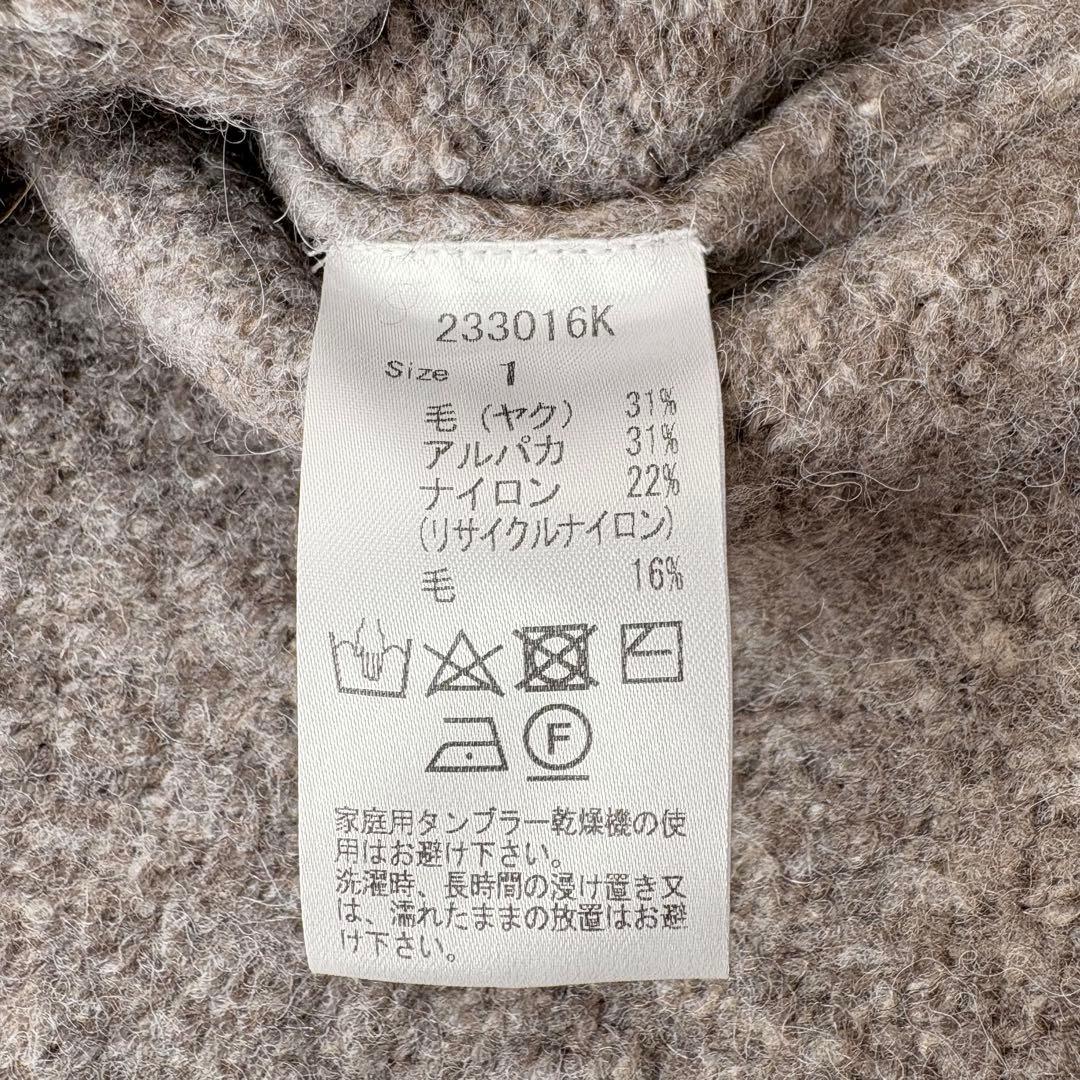 233016K
Size 1
毛(ヤク) 31%
アルパカ 31%
ナイロン 22%
(リサイクルナイロン)
毛 16%
F
家庭用タンブラー乾燥機の使
用はお避け下さい。
洗濯時、長時間の浸け置き又
は、濡れたままの放置はお避
け下さい。